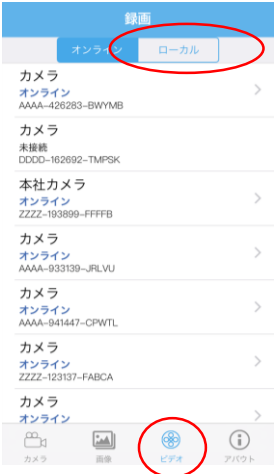 録画
オンライン ローカル
カメラ
オンライン
AAAA-426283-BWYMB
カメラ
未接続
DDDD-162692-TMPSK
本社カメラ
オンライン
ZZZZ-193899-FFFFB
カメラ
オンライン
AAAA-933139-JRLVU
カメラ
オンライン
AAAA-941447-CPWTL
カメラ
オンライン
ZZZZ-123137-FABCA
カメラ
オンライン
カメラ 画像 ビデオ アバウト